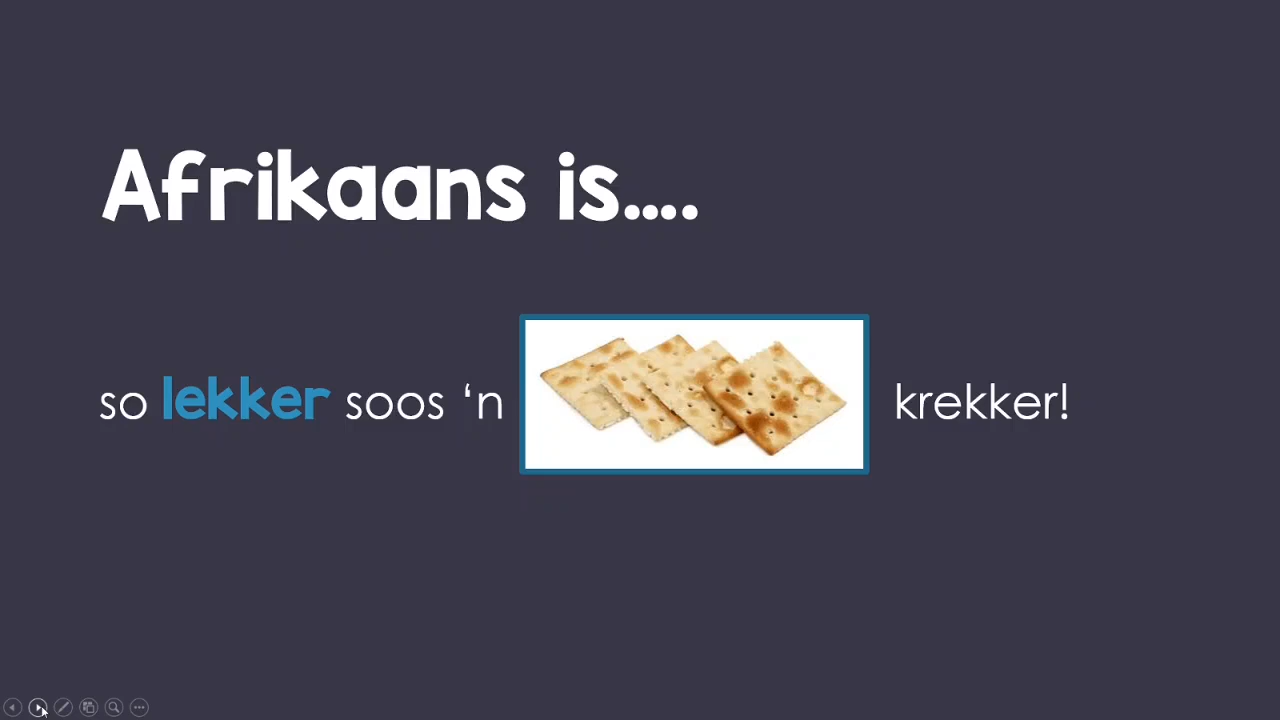 Afrikaans is....
so lekker soos ‘n krekker!